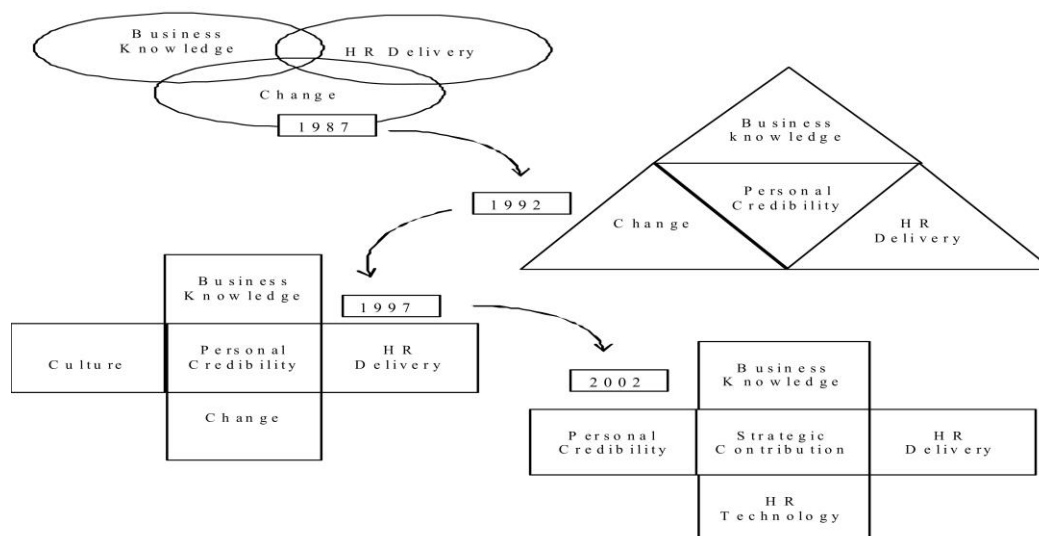 Business
Knowledge
HR Delivery
Change
1987
1992
Business
knowledge
Personal
Credibility
Change
HR
Delivery
Business
Knowledge
1997
Culture
Personal
Credibility
HR
Delivery
Change
2002
Business
Knowledge
Personal
Credibility
Strategic
Contribution
HR
Delivery
HR
Technology